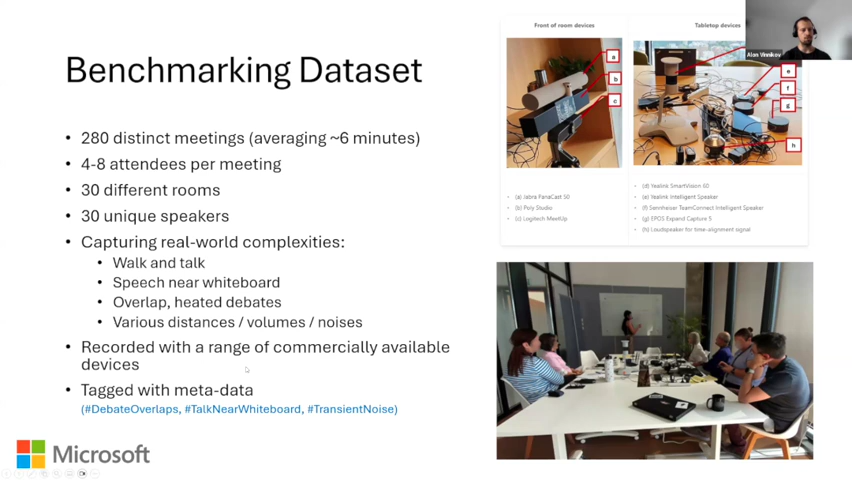 Benchmarking Dataset
• 280 distinct meetings (averaging ~6 minutes)
• 4-8 attendees per meeting
• 30 different rooms
• 30 unique speakers
• Capturing real-world complexities:
• Walk and talk
• Speech near whiteboard
• Overlap, heated debates
• Various distances / volumes / noises
• Recorded with a range of commercially available
devices
• Tagged with meta-data
(#DebateOverlaps, #TalkNearWhiteboard, #TransientNoise)
Microsoft
Front of room devices
a
b
c
• (a) Jabra PanaCast 50
• (b) Poly Studio
• (c) Logitech MeetUp
Tabletop devices
e
f
g
h
• (d) Yealink SmartVision 60
• (e) Yealink Intelligent Speaker
• (f) Sennheiser TeamConnect Intelligent Speaker
• (g) EPOS Expand Capture 5
• (h) Loudspeaker for time-alignment signal
Alon Vinnikov